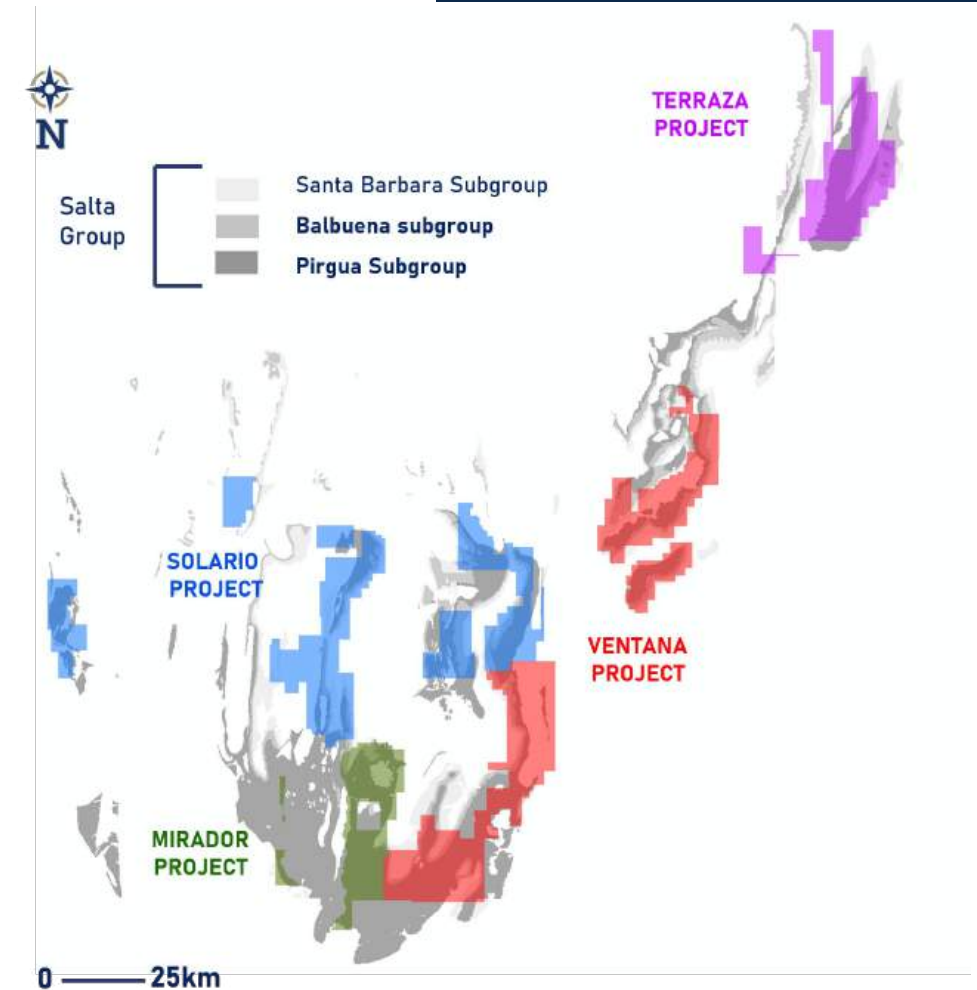 TERRAZA
PROJECT
N
Salta
Group
Santa Barbara Subgroup
Balbuena subgroup
Pirgua Subgroup
SOLARIO
PROJECT
VENTANA
PROJECT
MIRADOR
PROJECT
0
25km